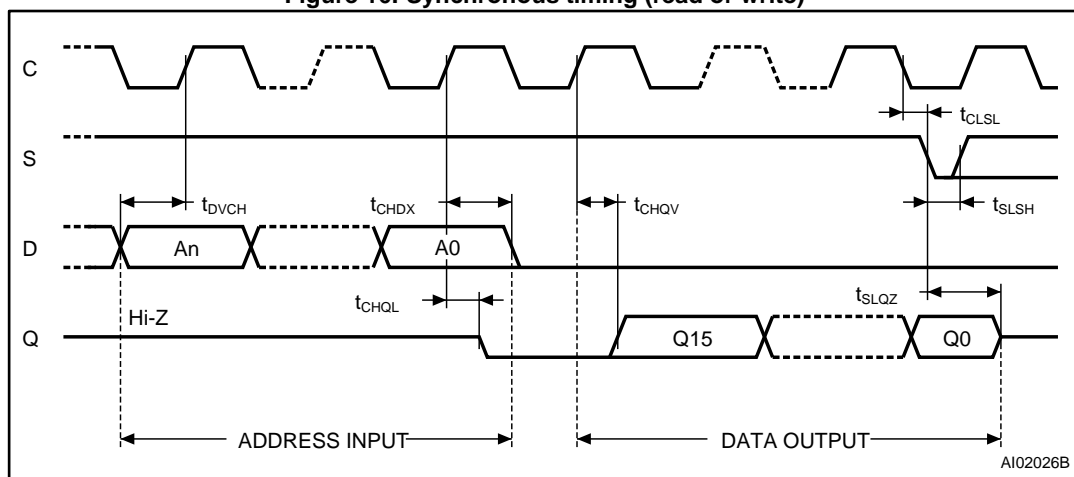 Figure 10. Synchronous timing (read or write)
C
tCLSL
S
tDVCH tCHDX tCHQV tSLSH
D An A0
tCHQL tSLQZ
Hi-Z
Q Q15 Q0
ADDRESS INPUT DATA OUTPUT
AI02026B